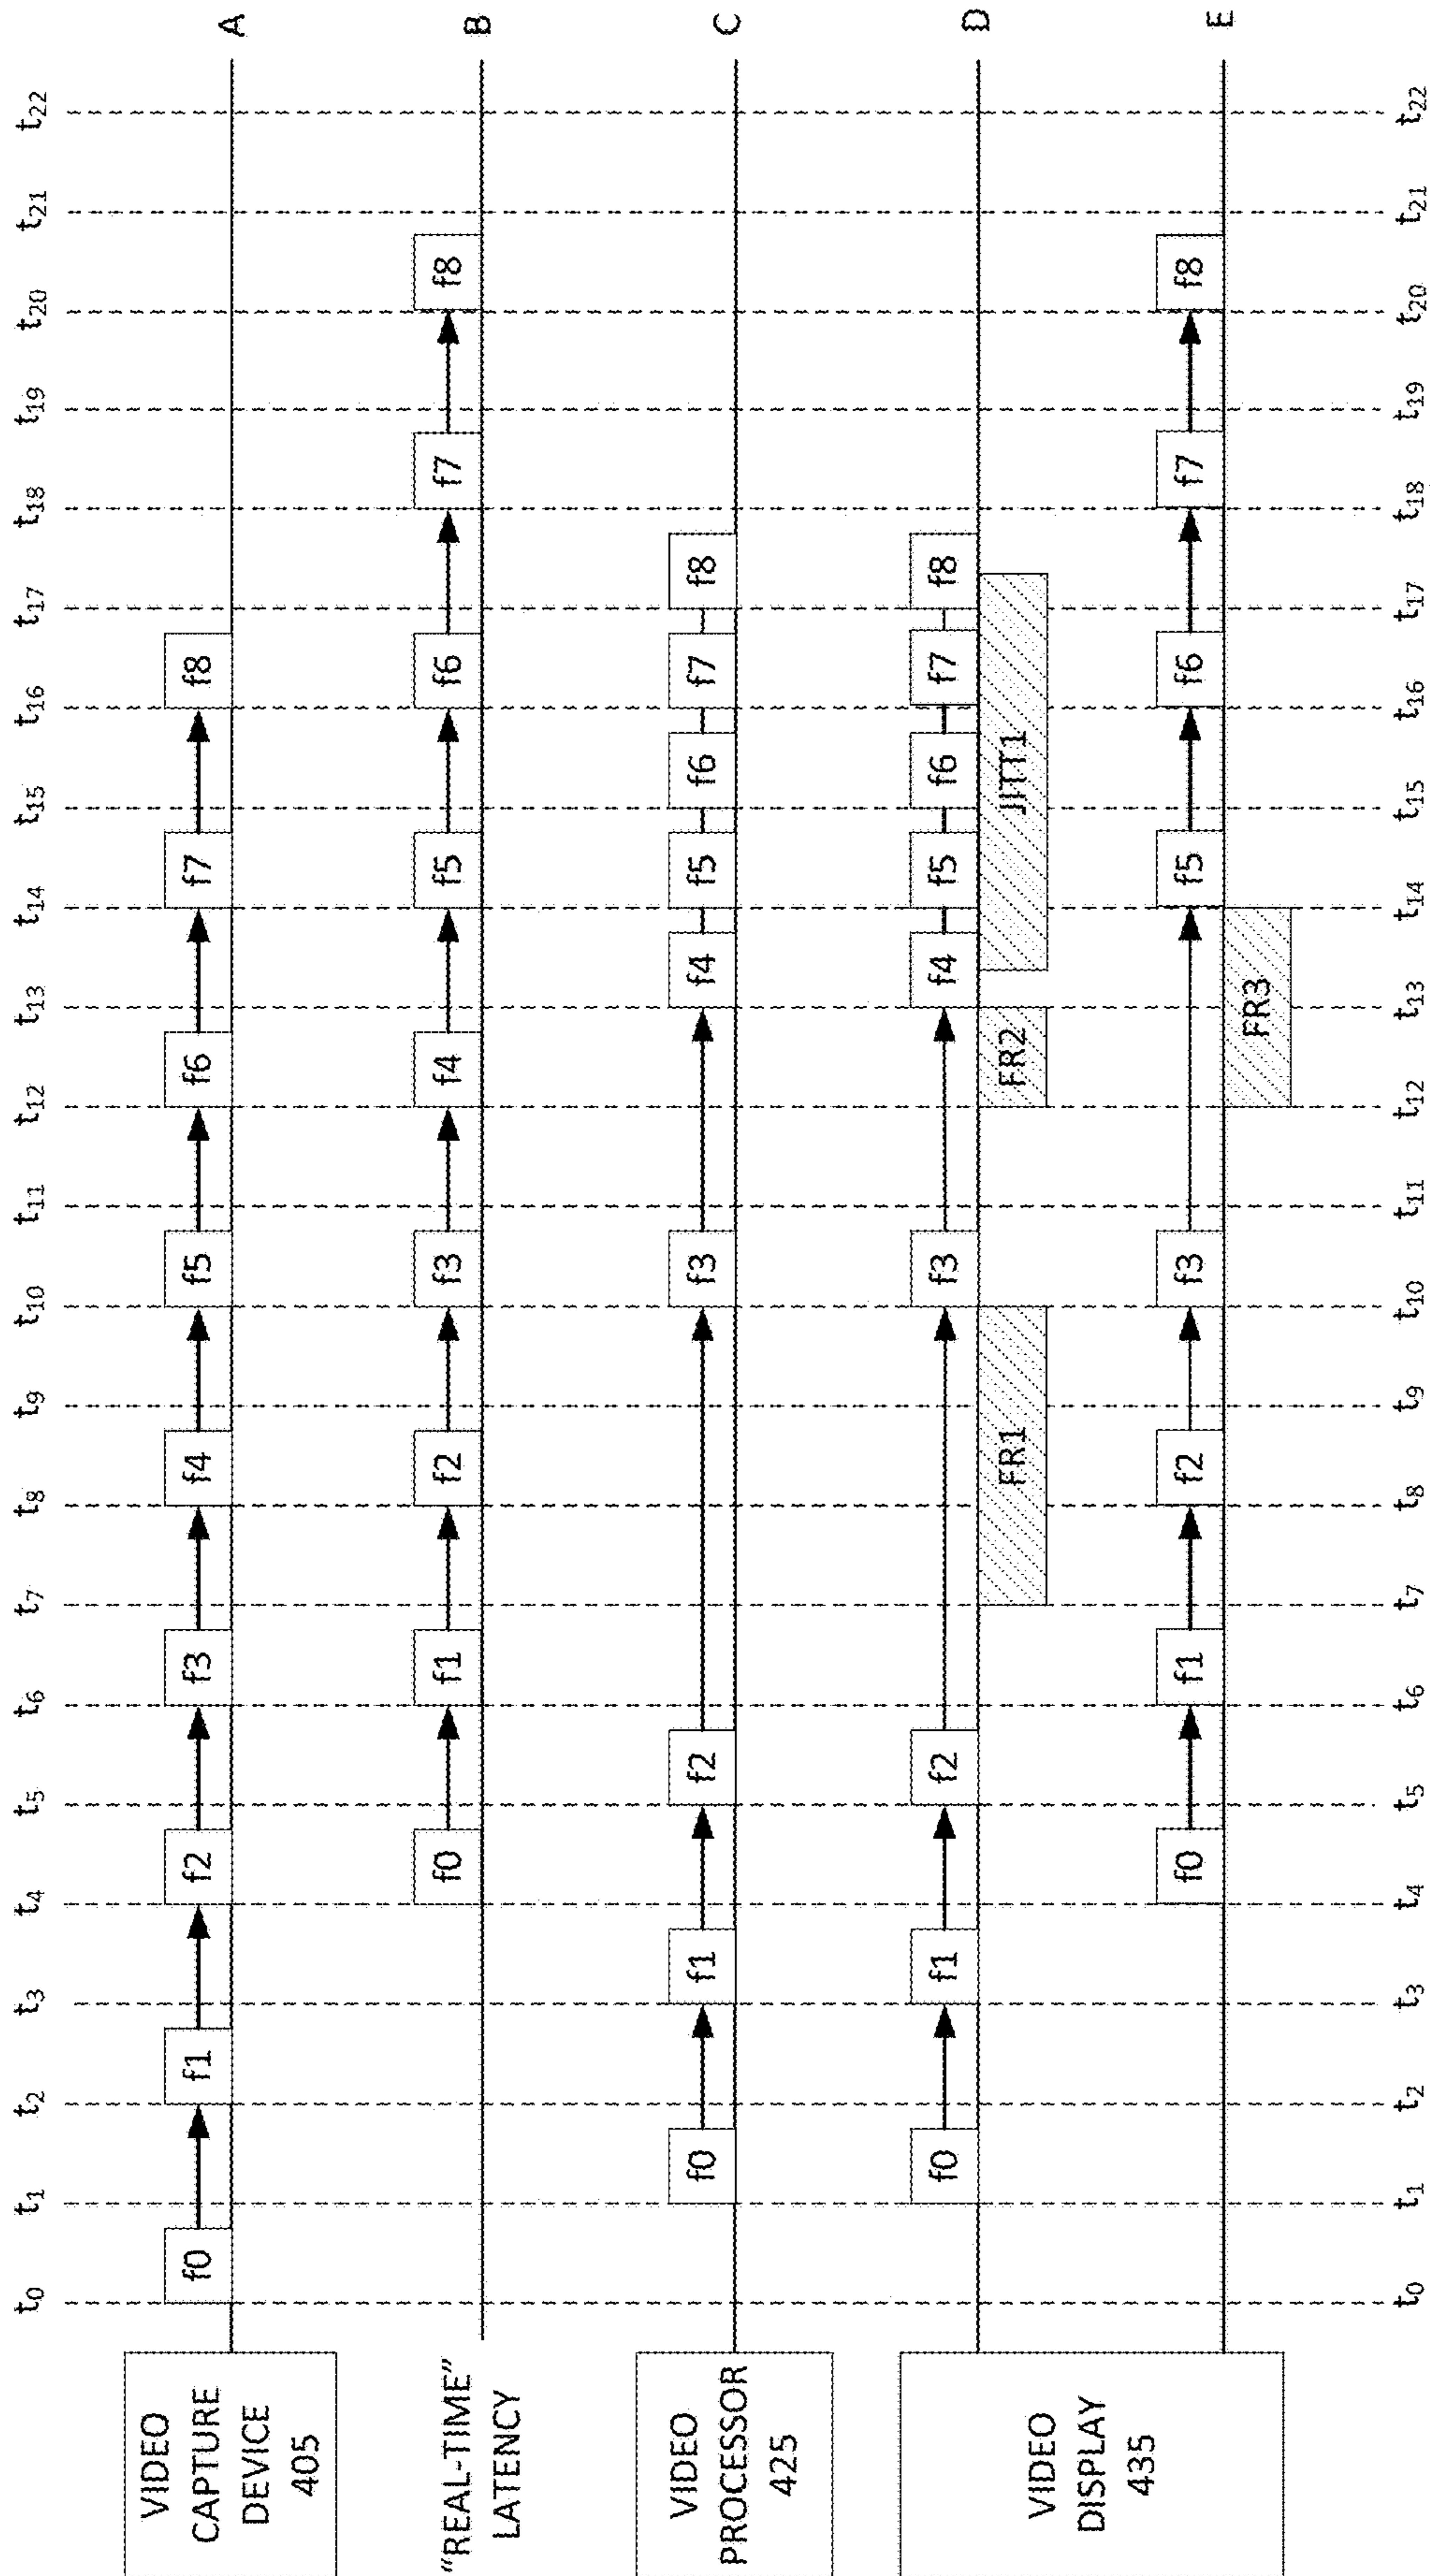 t₀ t₁ t₂ t₃ t₄ t₅ t₆ t₇ t₈ t₉ t₁₀ t₁₁ t₁₂ t₁₃ t₁₄ t₁₅ t₁₆ t₁₇ t₁₈ t₁₉ t₂₀ t₂₁ t₂₂
VIDEO
CAPTURE
DEVICE
405
f0 f1 f2 f3 f4 f5 f6 f7 f8
A
"REAL-TIME"
LATENCY
f0 f1 f2 f3 f4 f5 f6 f7 f8
B
VIDEO
PROCESSOR
425
f0 f1 f2 f3 f4 f5 f6 f7 f8
C
VIDEO
DISPLAY
435
f0 f1 f2 f3 f4 f5 f6 f7 f8
D
FR1 FR2 JITT1
f0 f1 f2 f3 f5 f6 f7 f8
E
FR3
t₀ t₁ t₂ t₃ t₄ t₅ t₆ t₇ t₈ t₉ t₁₀ t₁₁ t₁₂ t₁₃ t₁₄ t₁₅ t₁₆ t₁₇ t₁₈ t₁₉ t₂₀ t₂₁ t₂₂